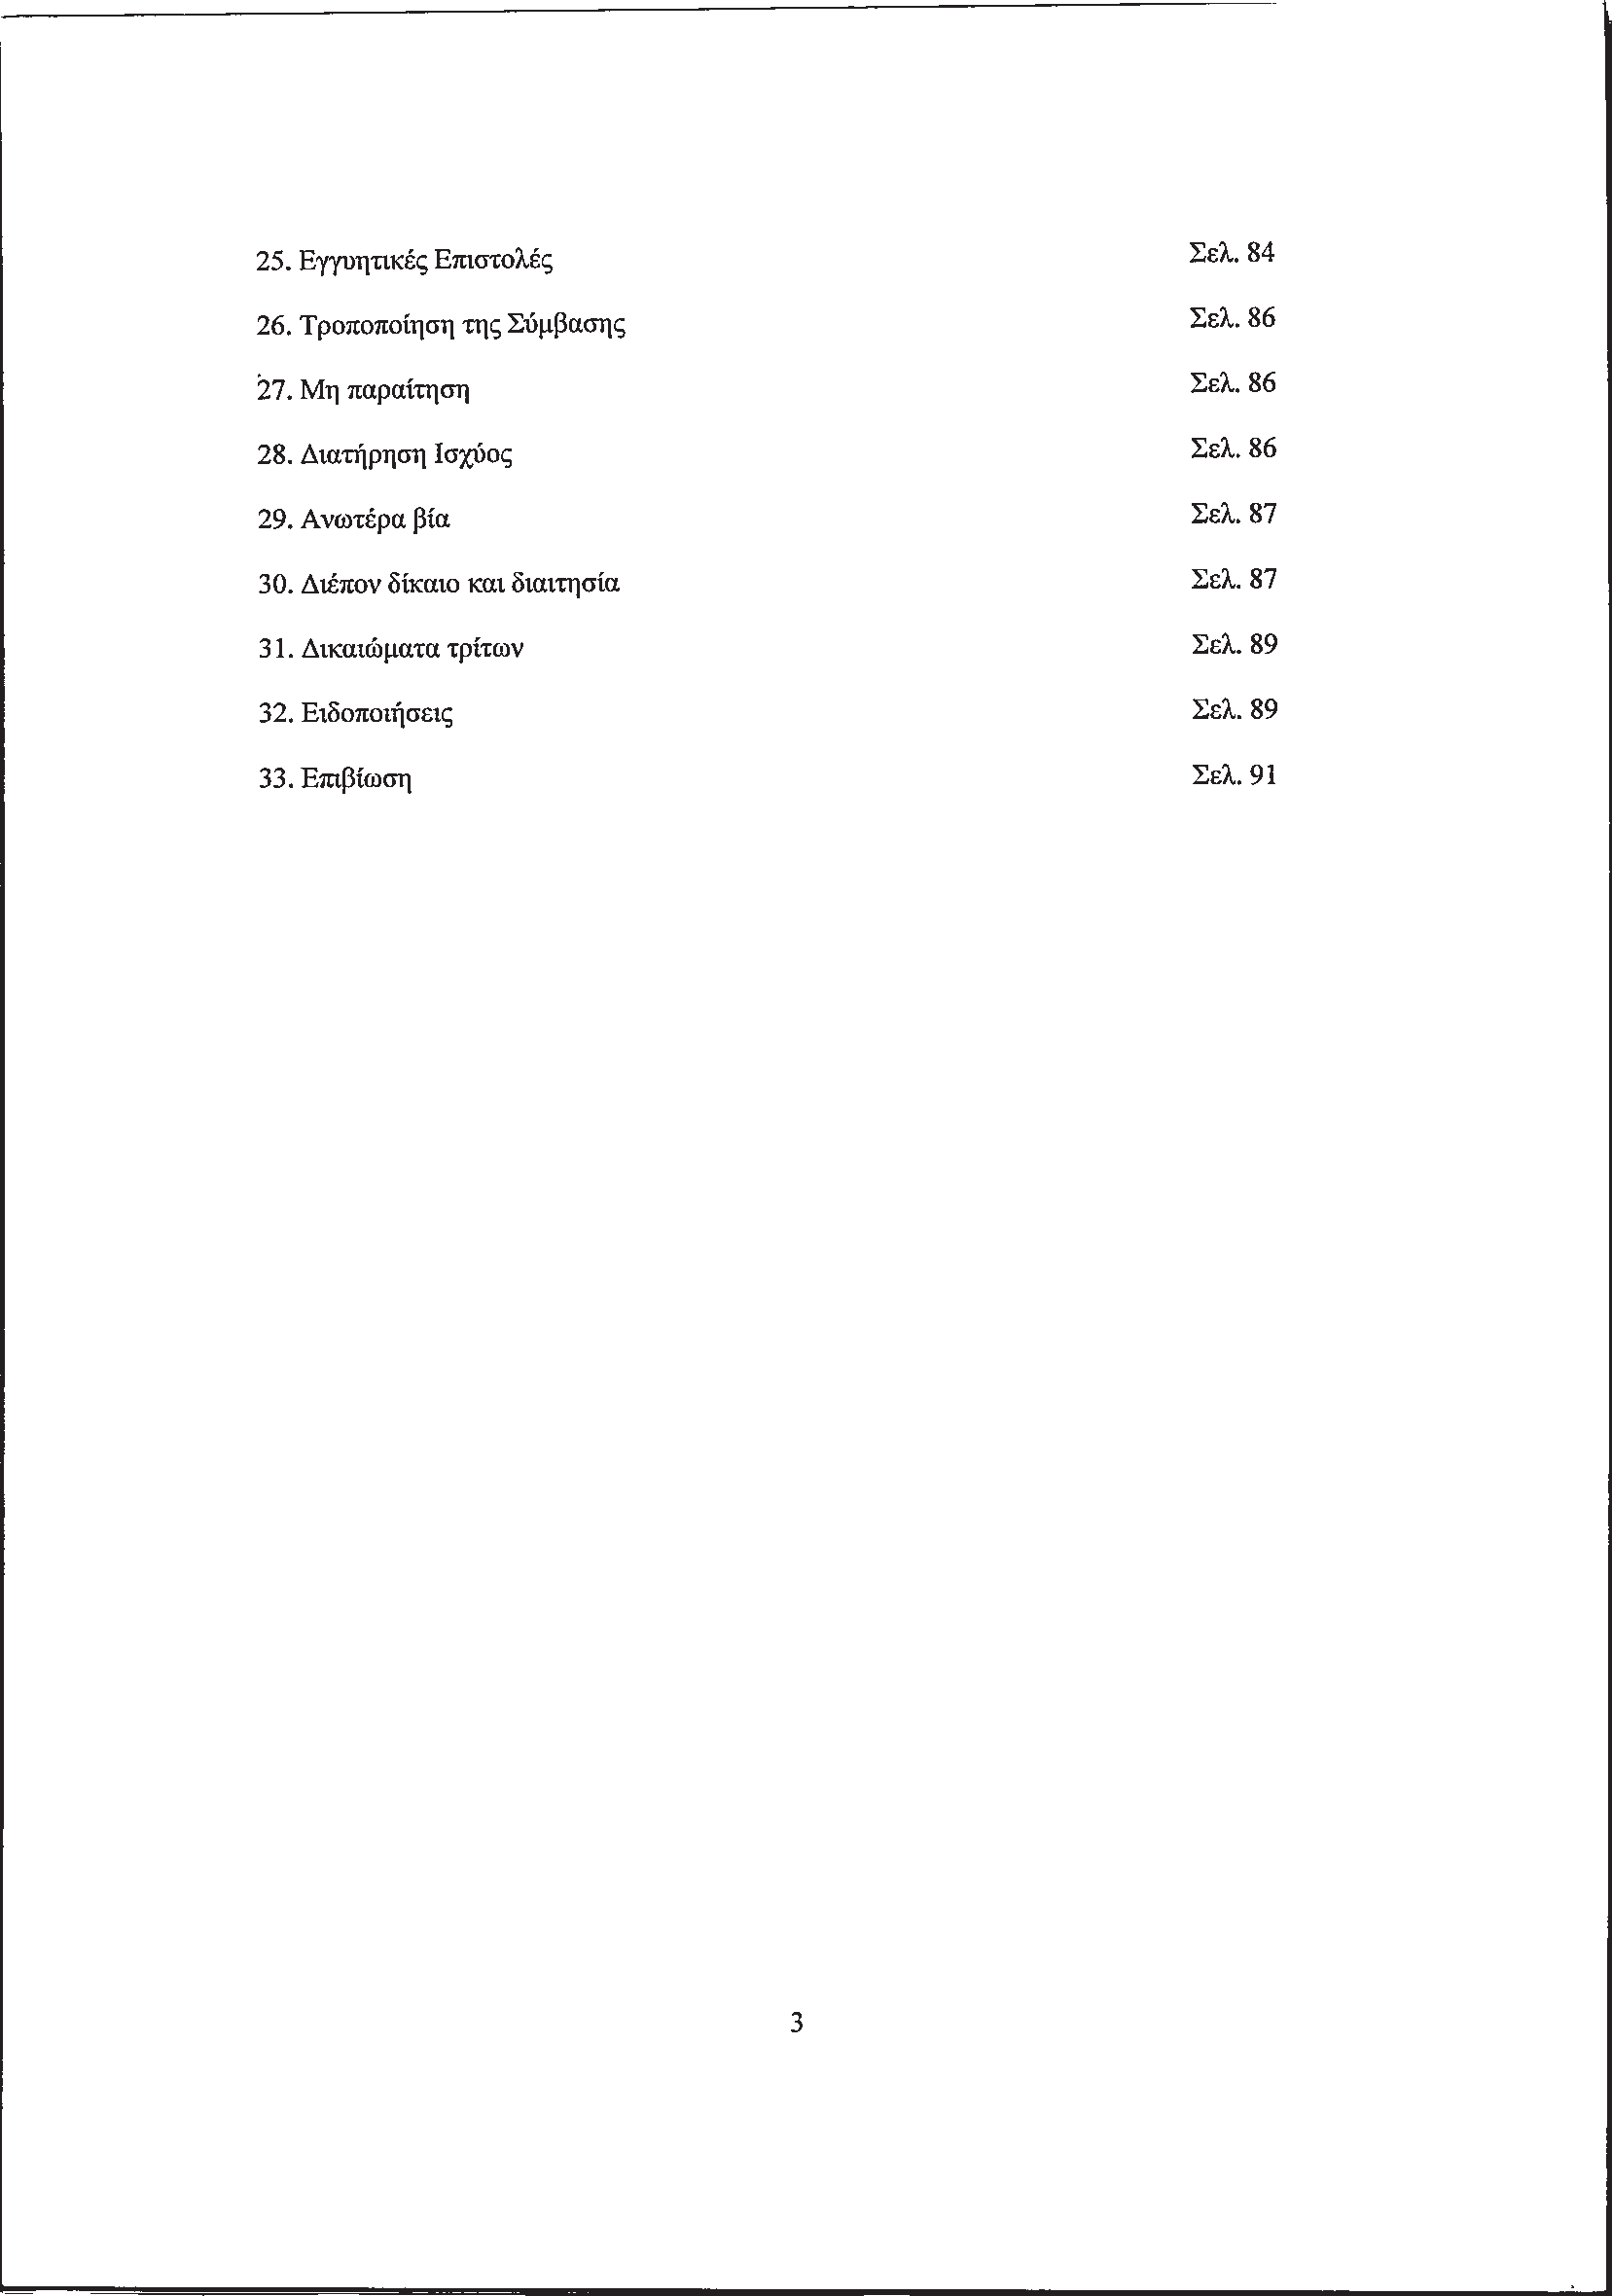 25. Εγγυητικές Επιστολές Σελ. 84
26. Τροποποίηση της Σύμβασης Σελ. 86
27. Μη παραίτηση Σελ. 86
28. Διατήρηση Ισχύος Σελ. 86
29. Ανωτέρα βία Σελ. 87
30. Διέπον δίκαιο και διαιτησία Σελ. 87
31. Δικαιώματα τρίτων Σελ. 89
32. Ειδοποιήσεις Σελ. 89
33. Επιβίωση Σελ. 91
3